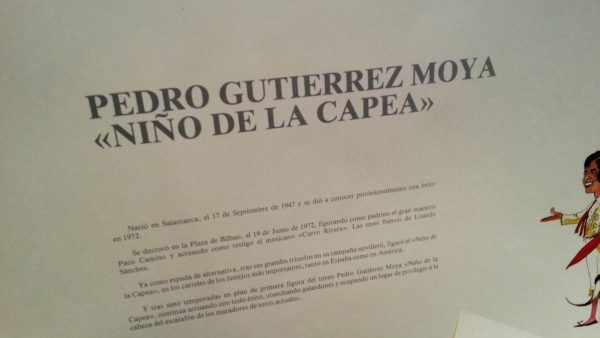 PEDRO GUTIERREZ MOYA
«NIÑO DE LA CAPEA»
Nació en Salamanca, el 17 de Septiembre de 1947 y se dió a conocer profesionalmente con éxito
en 1972.
Se doctoró en la Plaza de Bilbao, el 19 de Junio de 1972, figurando como padrino el gran maestro
Paco Camino y actuando como testigo el mexicano «Curro Rivera». Las reses fueron de Lisardo
Sánchez.
Ya como espada de alternativa, tras sus grandes triunfos en su campaña novilleril, figuró el «Niño de
la Capea», en los carteles de los festejos más importantes, tanto en España como en América.
Y tras siete temporadas en plan de primera figura del toreo Pedro Gutiérrez Moya «Niño de la
Capea», continua actuando con todo éxito, cosechando galardones y ocupando un lugar de privilegio a la
cabeza del escalafón de los matadores de toros actuales.